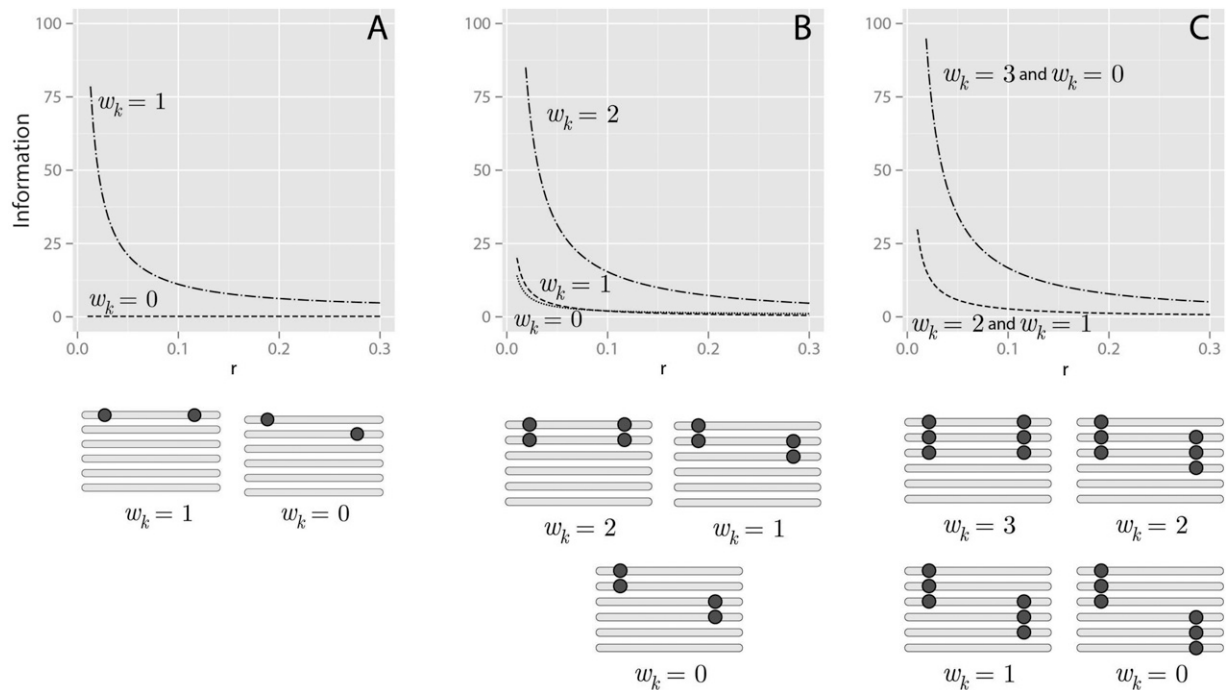 A
100
75
50
25
0
Information
w_k = 1
w_k = 0
0.0 0.1 0.2 0.3
r
w_k = 1 w_k = 0
B
100
75
50
25
0
w_k = 2
w_k = 1
w_k = 0
0.0 0.1 0.2 0.3
r
w_k = 2 w_k = 1
w_k = 0
C
100
75
50
25
0
w_k = 3 and w_k = 0
w_k = 2 and w_k = 1
0.0 0.1 0.2 0.3
r
w_k = 3 w_k = 2
w_k = 1 w_k = 0